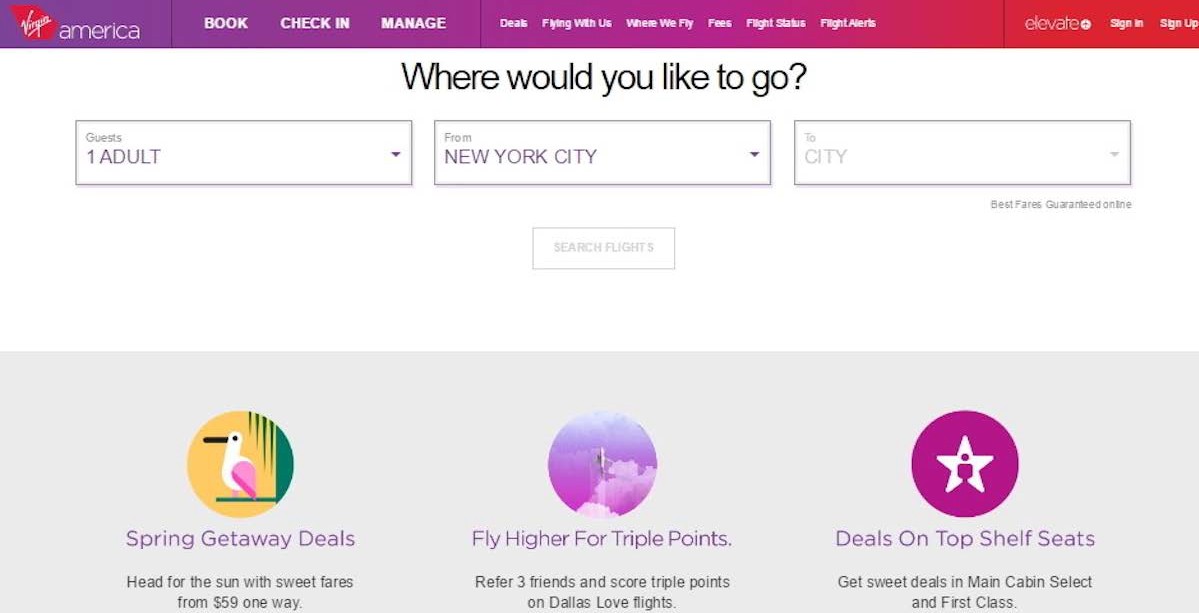 Virgin america
BOOK CHECK IN MANAGE Deals Flying With Us Where We Fly Fees Flight Status Flight Alerts elevate Sign In Sign Up
Where would you like to go?
Guests From To
1 ADULT NEW YORK CITY CITY
Best Fares Guaranteed online
SEARCH FLIGHTS
Spring Getaway Deals Fly Higher For Triple Points. Deals On Top Shelf Seats
Head for the sun with sweet fares Refer 3 friends and score triple points Get sweet deals in Main Cabin Select
from $59 one way. on Dallas Love flights. and First Class.